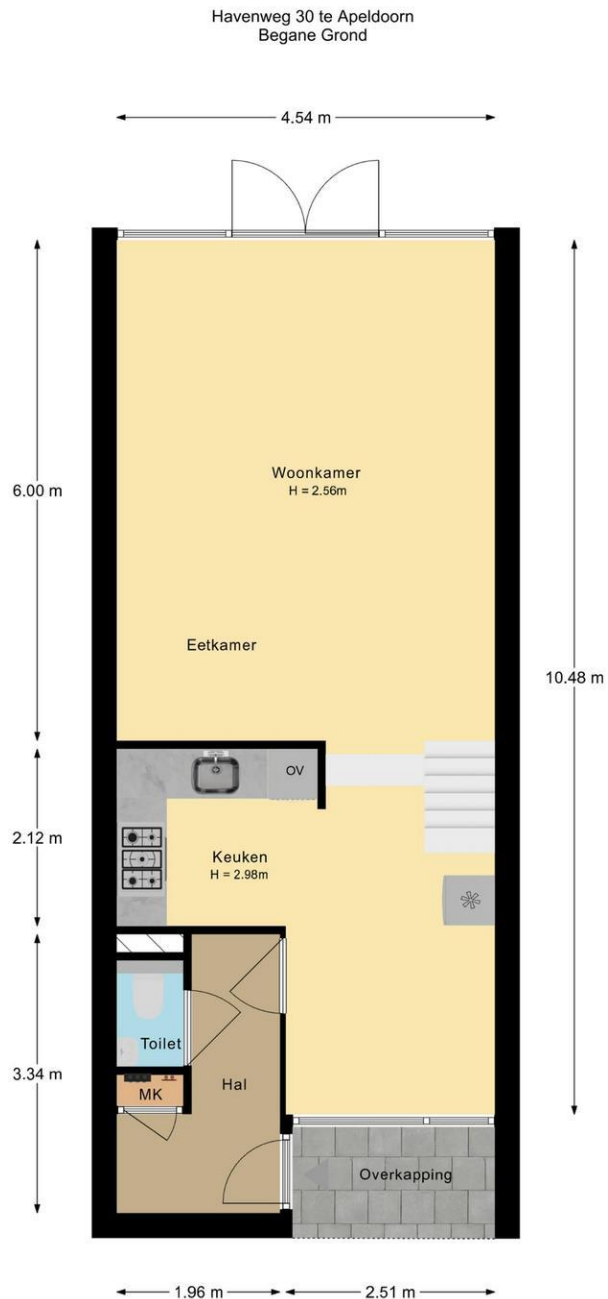 Havenweg 30 te Apeldoorn
Begane Grond
4.54 m
Woonkamer
H = 2.56m
6.00 m
Eetkamer
10.48 m
OV
2.12 m
Keuken
H = 2.98m
Toilet
3.34 m
Hal
MK
Overkapping
1.96 m
2.51 m